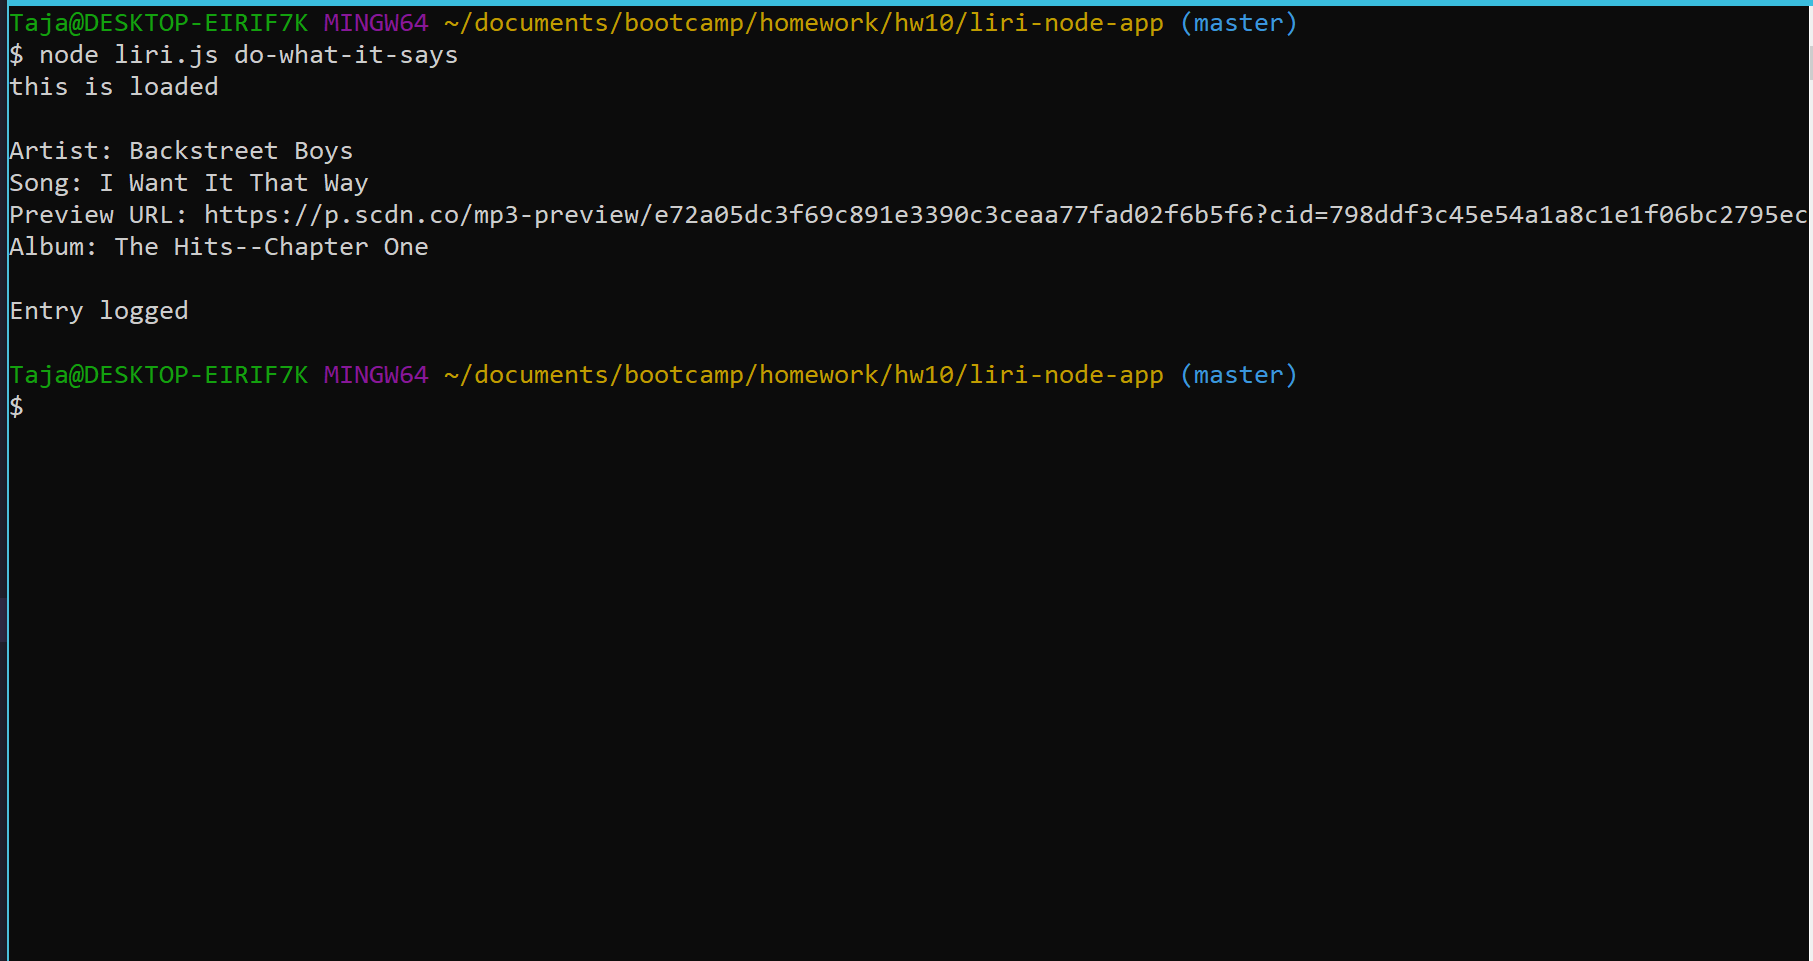 Taja@DESKTOP-EIRIF7K MINGW64 ~/documents/bootcamp/homework/hw10/liri-node-app (master)
$ node liri.js do-what-it-says
this is loaded
Artist: Backstreet Boys
Song: I Want It That Way
Preview URL: https://p.scdn.co/mp3-preview/e72a05dc3f69c891e3390c3ceaa77fad02f6b5f6?cid=798ddf3c45e54a1a8c1e1f06bc2795ec
Album: The Hits--Chapter One
Entry logged
Taja@DESKTOP-EIRIF7K MINGW64 ~/documents/bootcamp/homework/hw10/liri-node-app (master)
$